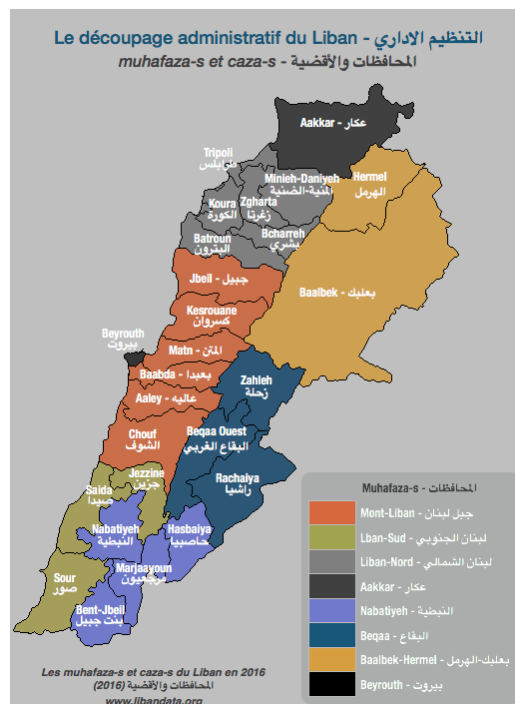 Le découpage administratif du Liban - التنظيم الاداري
muhafaza-s et caza-s - المحافظات والأقضية
Aakkar - عكار
Tripoli
طرابلس
Minieh-Daniyeh
المنية-الضنية
Hermel
الهرمل
Koura
الكورة
Zgharta
زغرتا
Bcharreh
بشري
Batroun
البترون
Jbeil - جبيل
Baalbek - بعلبك
Kesrouane
كسروان
Beyrouth
بيروت
Matn - المتن
Baabda - بعبدا
Zahleh
زحلة
Aaley - عاليه
Chouf
الشوف
Beqaa Ouest
البقاع الغربي
Rachaiya
راشيا
Jezzine
جزين
Saida
صيدا
Nabatiyeh
النبطية
Hasbaiya
حاصبيا
Marjaayoun
مرجعيون
Sour
صور
Bent-Jbeil
بنت جبيل
Muhafaza-s - المحافظات
Mont-Liban - جبل لبنان
Lban-Sud - لبنان الجنوبي
Liban-Nord - لبنان الشمالي
Aakkar - عكار
Nabatiyeh - النبطية
Beqaa - البقاع
Baalbek-Hermel - بعلبك-الهرمل
Beyrouth - بيروت
Les muhafaza-s et caza-s du Liban en 2016
المحافظات والأقضية (2016)
www.libandata.org